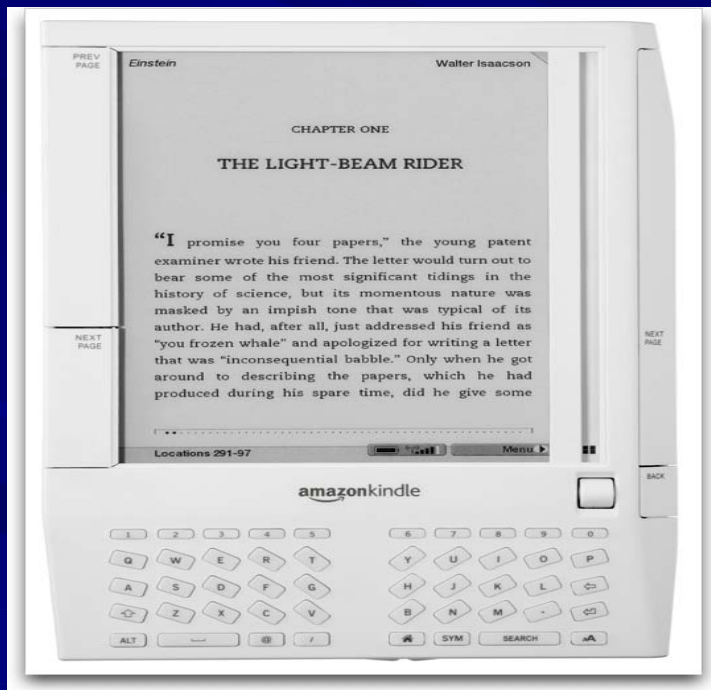 PREV
PAGE
Einstein Walter Isaacson
CHAPTER ONE
THE LIGHT-BEAM RIDER
“I promise you four papers,” the young patent
examiner wrote his friend. The letter would turn out to
bear some of the most significant tidings in the
history of science, but its momentous nature was
masked by an impish tone that was typical of its
author. He had, after all, just addressed his friend as
“you frozen whale” and apologized for writing a letter
that was “inconsequential babble.” Only when he got
around to describing the papers, which he had
produced during his spare time, did he give some
NEXT
PAGE
NEXT
PAGE
Locations 291-97 Menu
BACK
amazonkindle
1 2 3 4 5 6 7 8 9 0
Q W E R T Y U I O P
A S D F G H J K L
Z X C V B N M .
ALT @ / SYM SEARCH AA